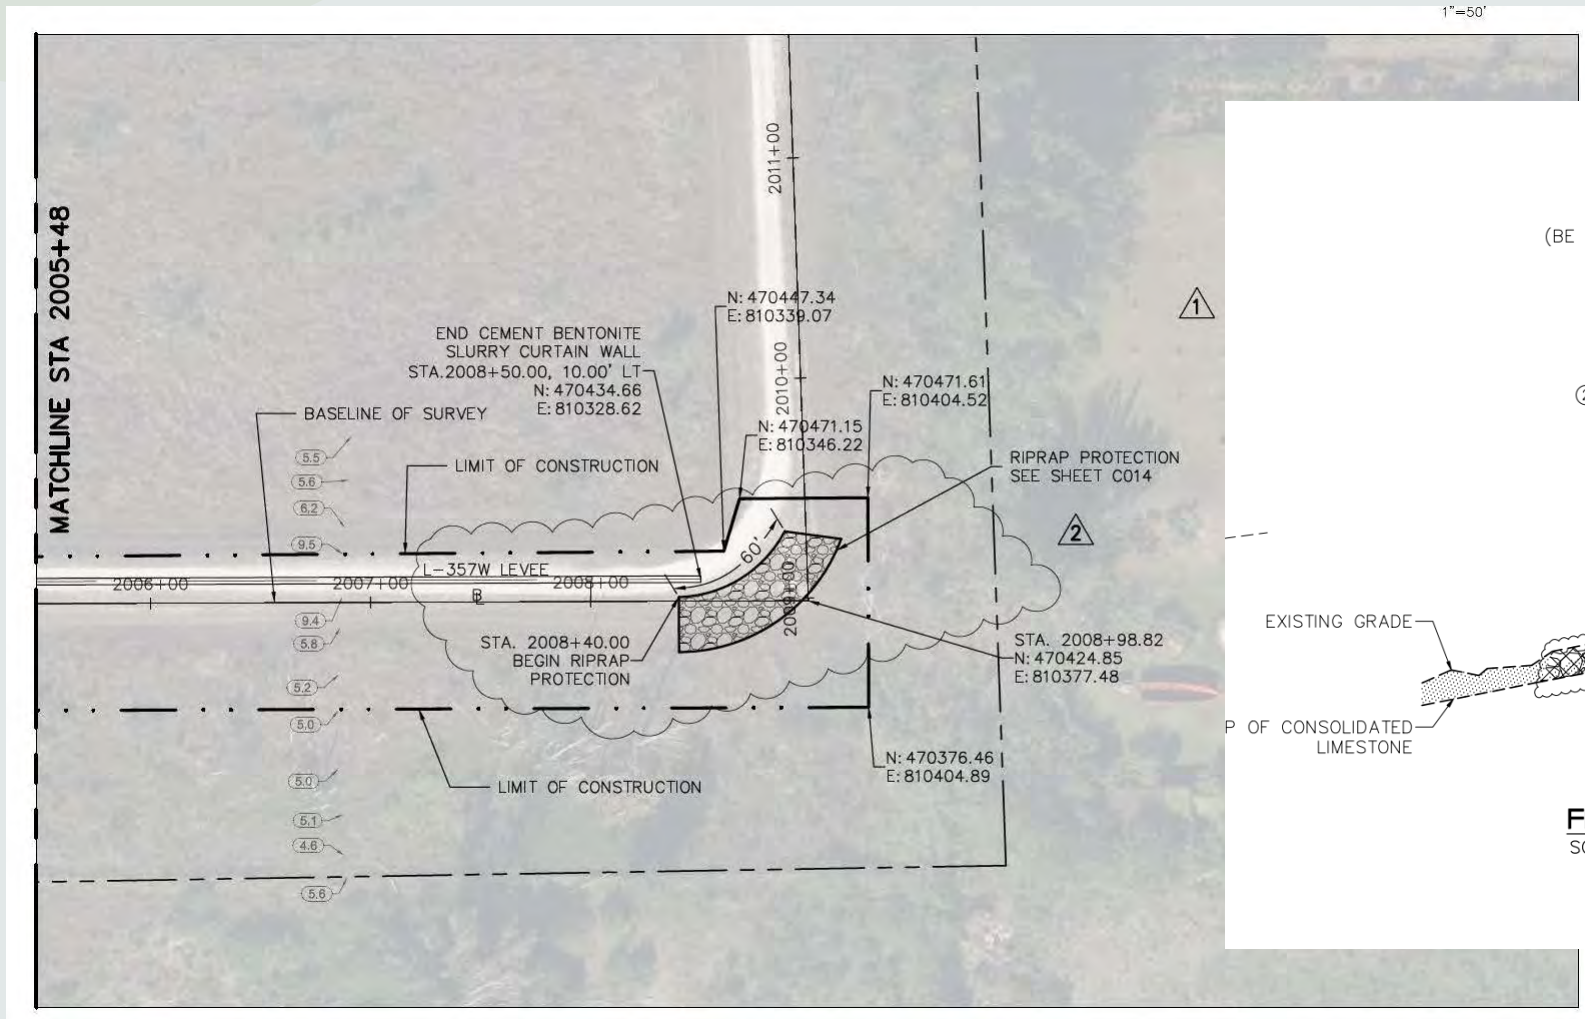 1"=50'
MATCHLINE STA 2005+48
2011+00
2010+00
N: 470447.34
E: 810339.07
END CEMENT BENTONITE
SLURRY CURTAIN WALL
STA.2008+50.00, 10.00' LT
N: 470434.66
E: 810328.62
N: 470471.61
E: 810404.52
BASELINE OF SURVEY
N: 470471.15
E: 810346.22
LIMIT OF CONSTRUCTION
RIPRAP PROTECTION
SEE SHEET C014
1
2
5.5
5.6
6.2
9.5
60'
L-357W LEVEE
2006+00
2007+00
2008+00
2009+00
9.4
5.8
5.2
5.0
5.0
5.1
4.6
5.6
STA. 2008+40.00
BEGIN RIPRAP
PROTECTION
STA. 2008+98.82
N: 470424.85
E: 810377.48
N: 470376.46
E: 810404.89
LIMIT OF CONSTRUCTION
(BE
EXISTING GRADE
P OF CONSOLIDATED
LIMESTONE
F